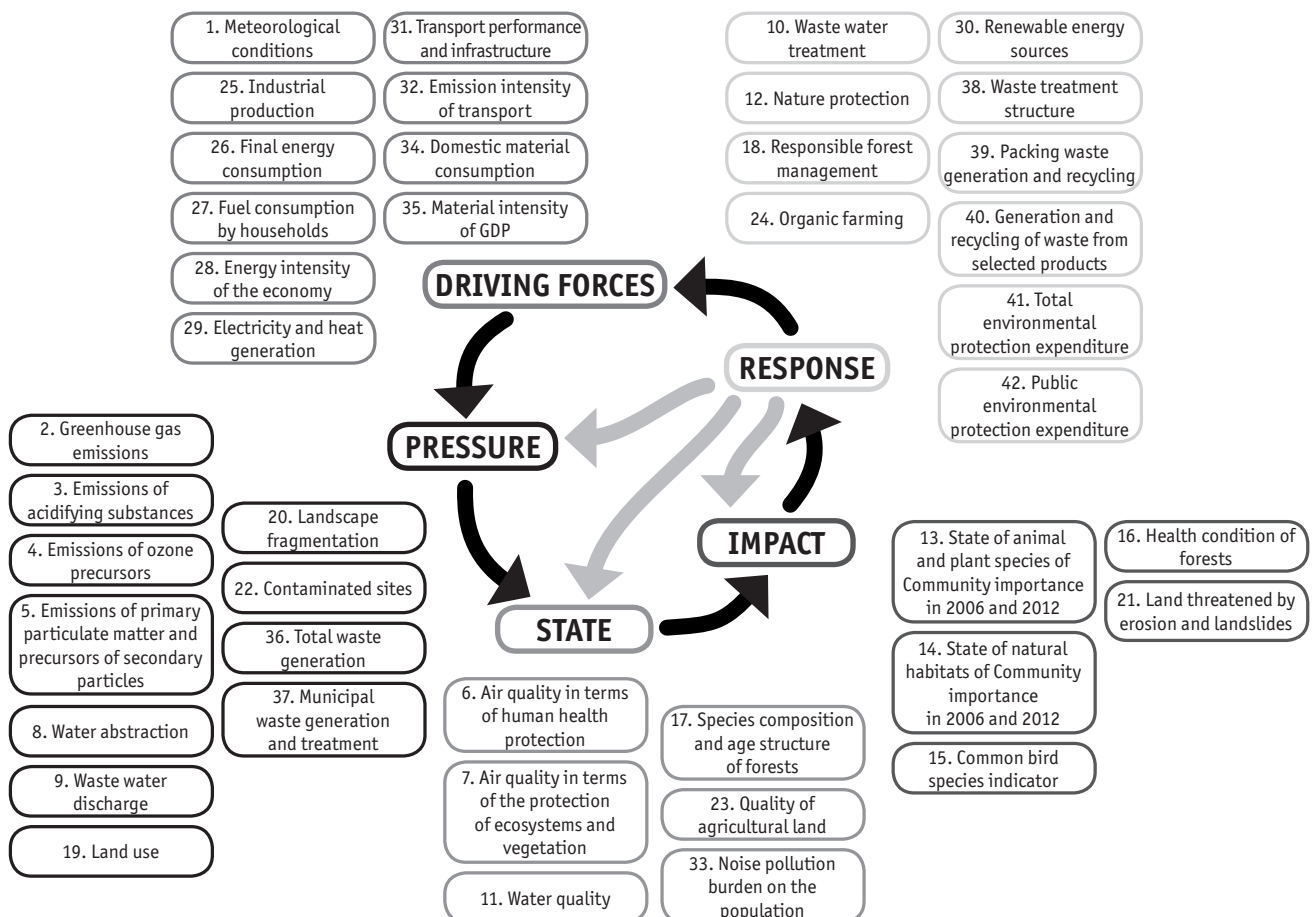 1. Meteorological
conditions
25. Industrial
production
26. Final energy
consumption
27. Fuel consumption
by households
28. Energy intensity
of the economy
29. Electricity and heat
generation
31. Transport performance
and infrastructure
32. Emission intensity
of transport
34. Domestic material
consumption
35. Material intensity
of GDP
10. Waste water
treatment
12. Nature protection
18. Responsible forest
management
24. Organic farming
30. Renewable energy
sources
38. Waste treatment
structure
39. Packing waste
generation and recycling
40. Generation and
recycling of waste from
selected products
41. Total
environmental
protection expenditure
42. Public
environmental
protection expenditure
DRIVING FORCES
RESPONSE
PRESSURE
IMPACT
STATE
2. Greenhouse gas
emissions
3. Emissions of
acidifying substances
4. Emissions of ozone
precursors
5. Emissions of primary
particulate matter and
precursors of secondary
particles
8. Water abstraction
9. Waste water
discharge
19. Land use
20. Landscape
fragmentation
22. Contaminated sites
36. Total waste
generation
37. Municipal
waste generation
and treatment
6. Air quality in terms
of human health
protection
7. Air quality in terms
of the protection
of ecosystems and
vegetation
11. Water quality
17. Species composition
and age structure
of forests
23. Quality of
agricultural land
33. Noise pollution
burden on the
population
13. State of animal
and plant species of
Community importance
in 2006 and 2012
14. State of natural
habitats of Community
importance
in 2006 and 2012
15. Common bird
species indicator
16. Health condition of
forests
21. Land threatened by
erosion and landslides